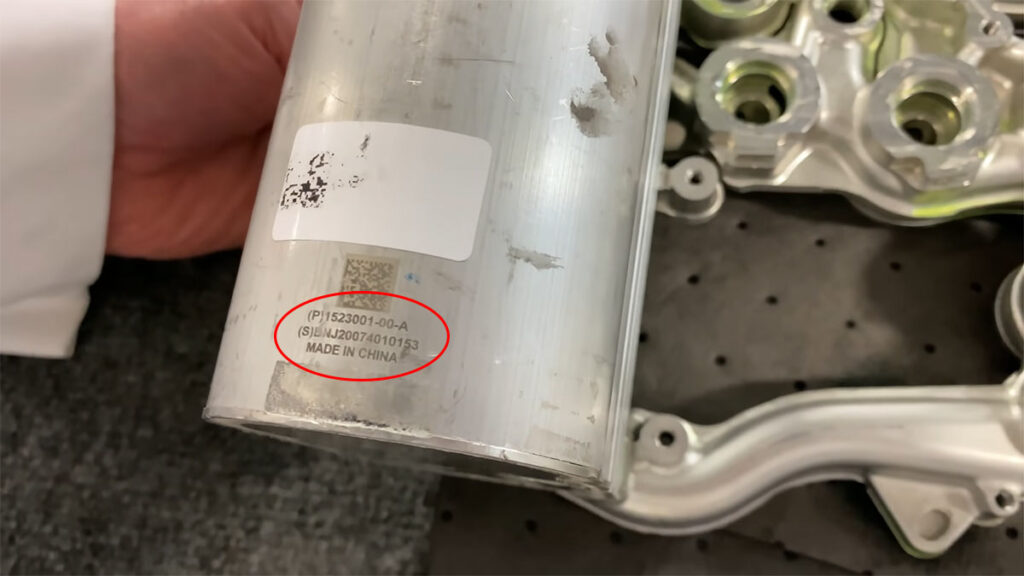 (P)1523001-00-A
(S)BNJ20074010153
MADE IN CHINA